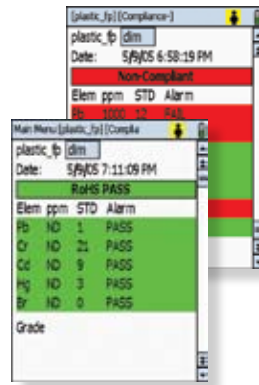 [plastic_fp] [Compliance-]
plastic_fp dim
Date: 5/9/05 6:58:19 PM
Non-Compliant
Elem ppm STD Alarm
Pb 1000 12 FAIL
Main Menu [plastic_fp] [Complia
plastic_fp dim
Date: 5/9/05 7:11:09 PM
RoHS PASS
Elem ppm STD Alarm
Pb ND 1 PASS
Cr ND 21 PASS
Cd ND 9 PASS
Hg ND 3 PASS
Br ND 0 PASS
Grade